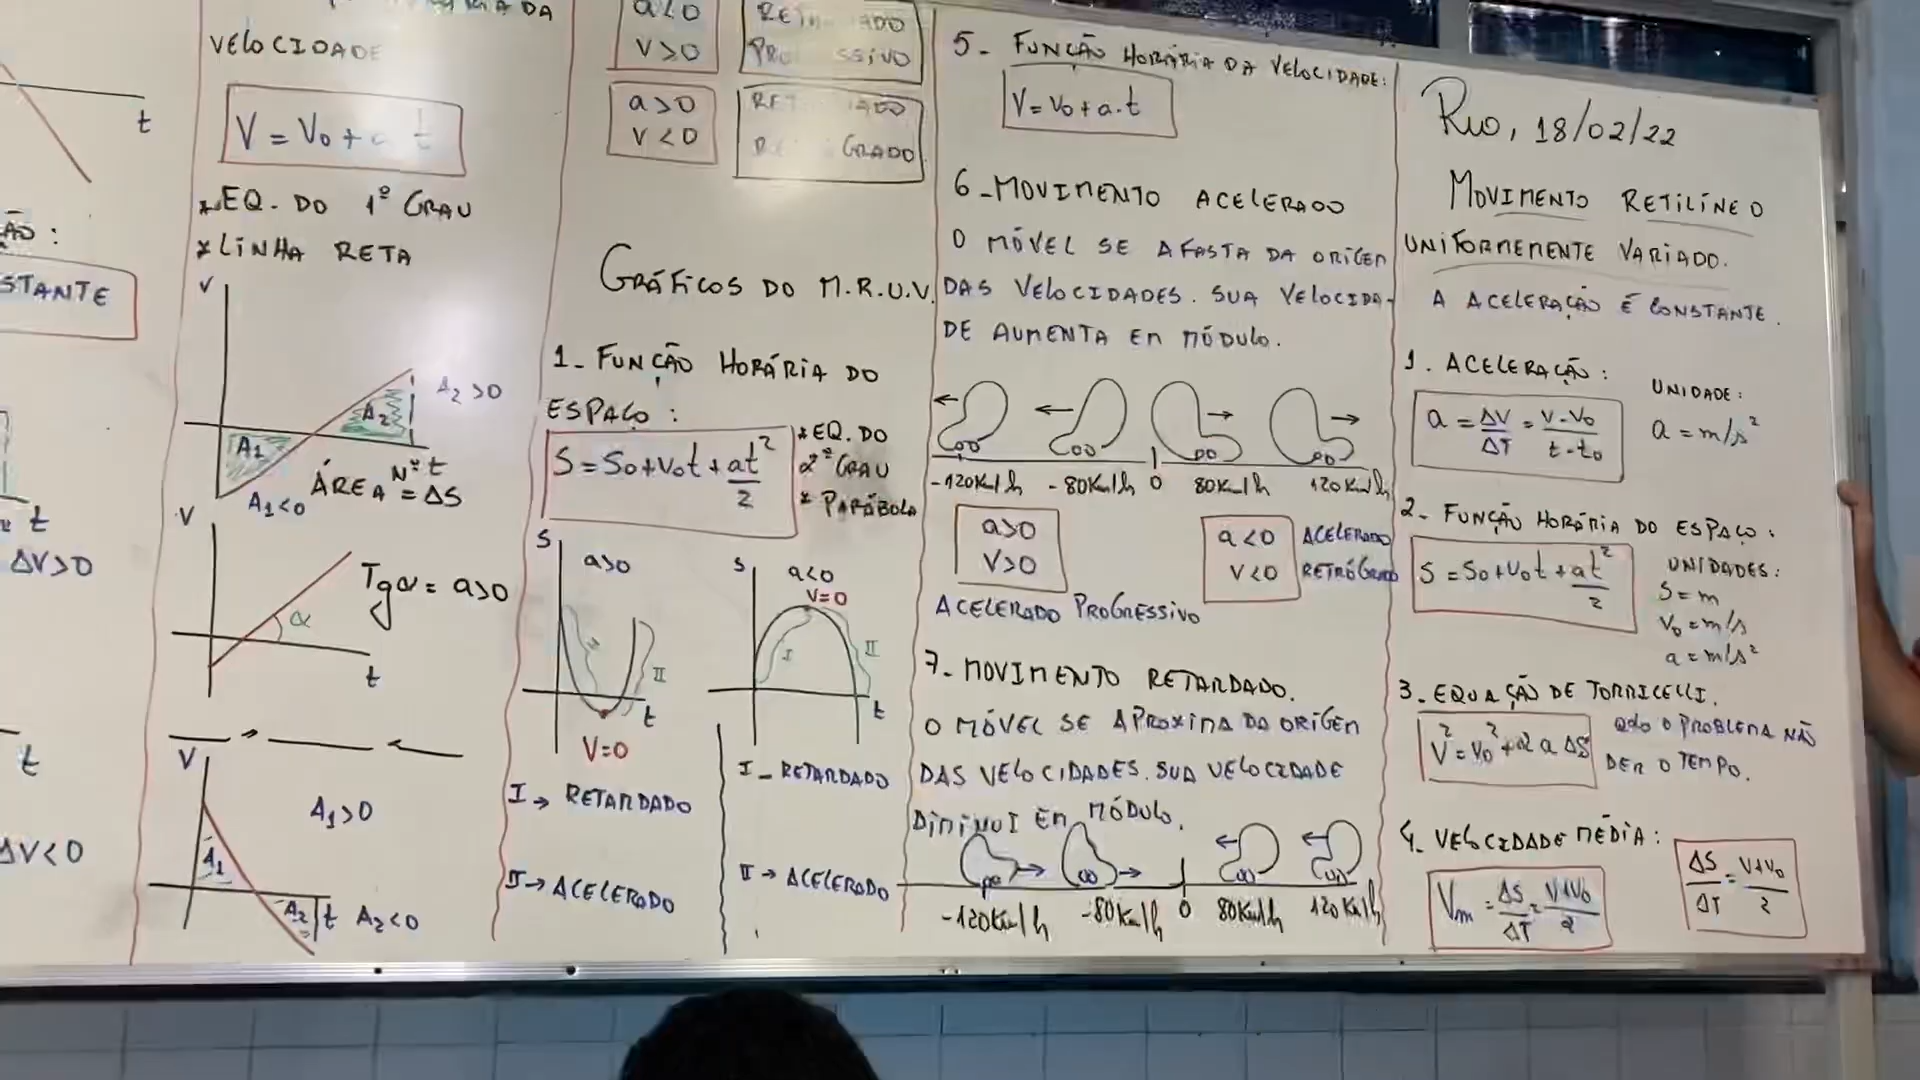 Rio, 18/02/22
MOVIMENTO RETILÍNEO
UNIFORMEMENTE VARIADO.
A ACELERAÇÃO É CONSTANTE.
1. ACELERAÇÃO:
a = ΔV/ΔT = V-V0/t-t0
UNIDADE:
a = m/s²
2- FUNÇÃO HORÁRIA DO ESPAÇO:
S = S0+V0t+at²/2
UNIDADES:
S = m
V0 = m/s
a = m/s²
3- EQUAÇÃO DE TORRICELLI.
V² = V0² + 2 a ΔS
QDO O PROBLEMA NÃO
DER O TEMPO.
4- VELOCIDADE MÉDIA:
Vm = ΔS/ΔT = V+V0/2
ΔS/ΔT = V+V0/2
5- FUNÇÃO HORÁRIA DA VELOCIDADE:
V = V0 + a.t
6-MOVIMENTO ACELERADO
O MÓVEL SE AFASTA DA ORIGEM
DAS VELOCIDADES. SUA VELOCIDA-
DE AUMENTA EM MÓDULO.
-120Km/h -80Km/h 0 80Km/h 120Km/h
a>0
V>0
ACELERADO PROGRESSIVO
a<0 ACELERADO
V<0 RETRÓGRADO
7- MOVIMENTO RETARDADO.
O MÓVEL SE APROXIMA DA ORIGEM
DAS VELOCIDADES. SUA VELOCIDADE
DIMINUI EM MÓDULO.
-120Km/h -80Km/h 0 80Km/h 120Km/h
a<0
V>0
a>0
V<0
GRÁFICOS DO M.R.U.V.
1- FUNÇÃO HORÁRIA DO
ESPAÇO:
S = S0+V0t+at²/2
*EQ. DO
2º GRAU
* PARÁBOLA
S a>0
II
t
V=0
I → RETARDADO
II → ACELERADO
S a<0
V=0
I II
t
I - RETARDADO
II → ACELERADO
VELOCIDADE
V = V0 +
*EQ. DO 1º GRAU
*LINHA RETA
V
A2 A2>0
A1
A1<0
t
ÁREA Nº = ΔS
V
α
Tgα = a>0
t
V
A1>0
A1
A2 t A2<0
t
STANTE
t
ΔV>0
t
ΔV<0